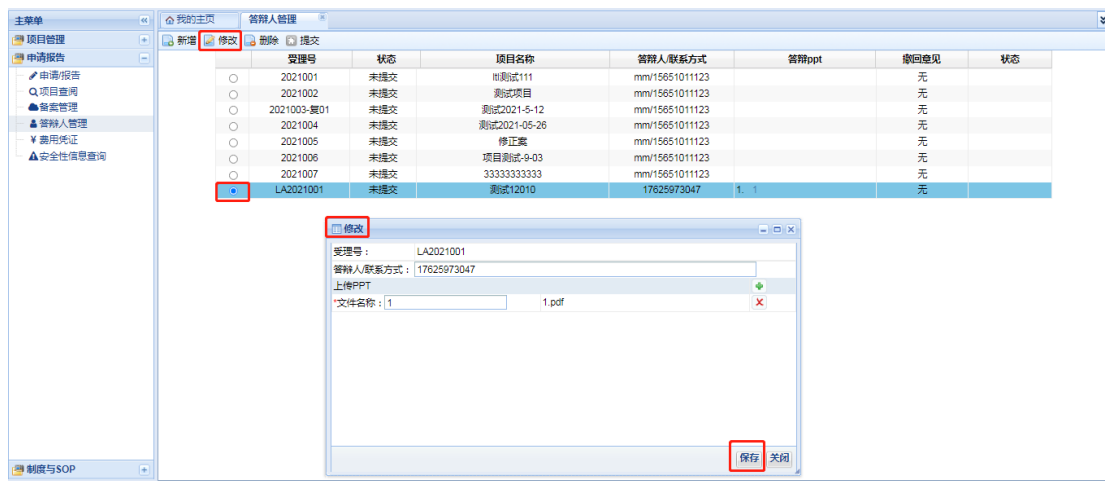 主菜单
我的主页 答辩人管理
项目管理
新增 修改 删除 提交
申请报告
受理号 状态 项目名称 答辩人/联系方式 答辩ppt 撤回意见 状态
申请/报告
2021001 未提交 ltl测试111 mm/15651011123 无
项目查阅
2021002 未提交 测试项目 mm/15651011123 无
备案管理
2021003-复01 未提交 测试2021-5-12 mm/15651011123 无
答辩人管理
2021004 未提交 测试2021-05-26 mm/15651011123 无
¥ 费用凭证
2021005 未提交 修正案 mm/15651011123 无
安全性信息查询
2021006 未提交 项目测试-9-03 mm/15651011123 无
2021007 未提交 33333333333 mm/15651011123 无
LA2021001 未提交 测试12010 17625973047 1. 1 无
修改
受理号： LA2021001
答辩人/联系方式： 17625973047
上传PPT
*文件名称： 1 1.pdf
保存 关闭
制度与SOP